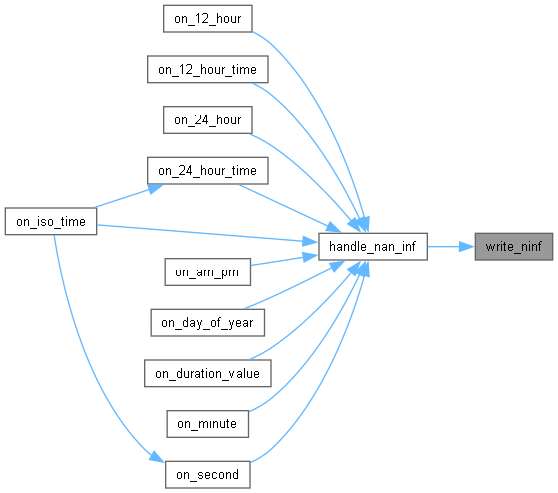 on_12_hour
on_12_hour_time
on_24_hour
on_24_hour_time
on_iso_time
handle_nan_inf
write_ninf
on_am_pm
on_day_of_year
on_duration_value
on_minute
on_second